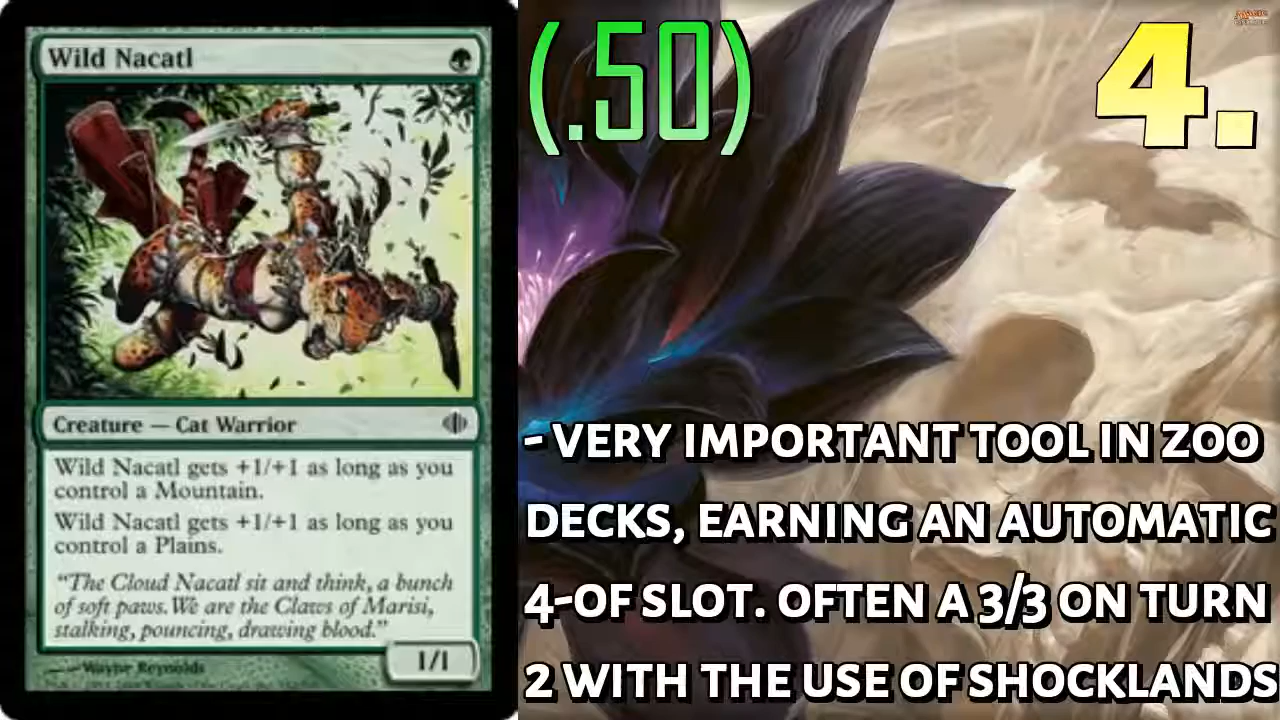 Wild Nacatl
Creature — Cat Warrior
Wild Nacatl gets +1/+1 as long as you
control a Mountain.
Wild Nacatl gets +1/+1 as long as you
control a Plains.
“The Cloud Nacatl sit and think, a bunch
of soft paws. We are the Claws of Marisi,
stalking, pouncing, drawing blood.”
Wayne Reynolds
1/1
(.50)
4.
- VERY IMPORTANT TOOL IN ZOO
DECKS, EARNING AN AUTOMATIC
4-OF SLOT. OFTEN A 3/3 ON TURN
2 WITH THE USE OF SHOCKLANDS